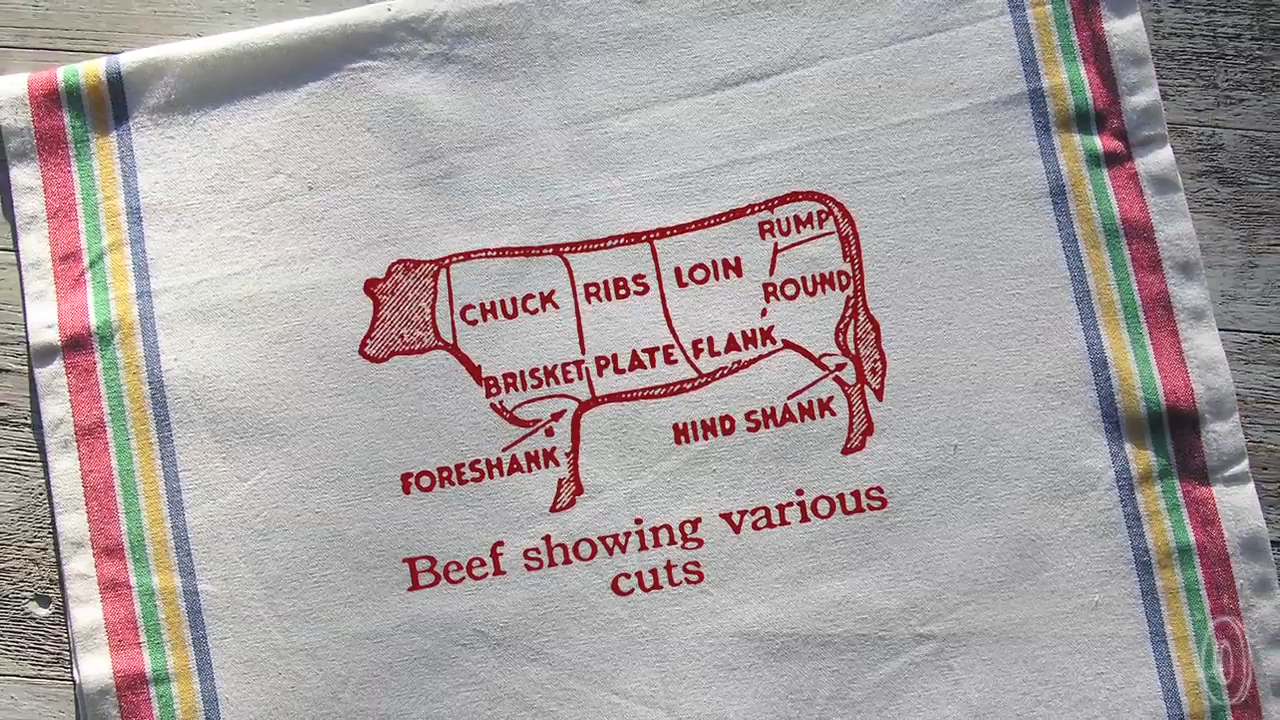 RUMP
CHUCK RIBS LOIN
ROUND
BRISKET PLATE FLANK
HIND SHANK
FORESHANK
Beef showing various
cuts